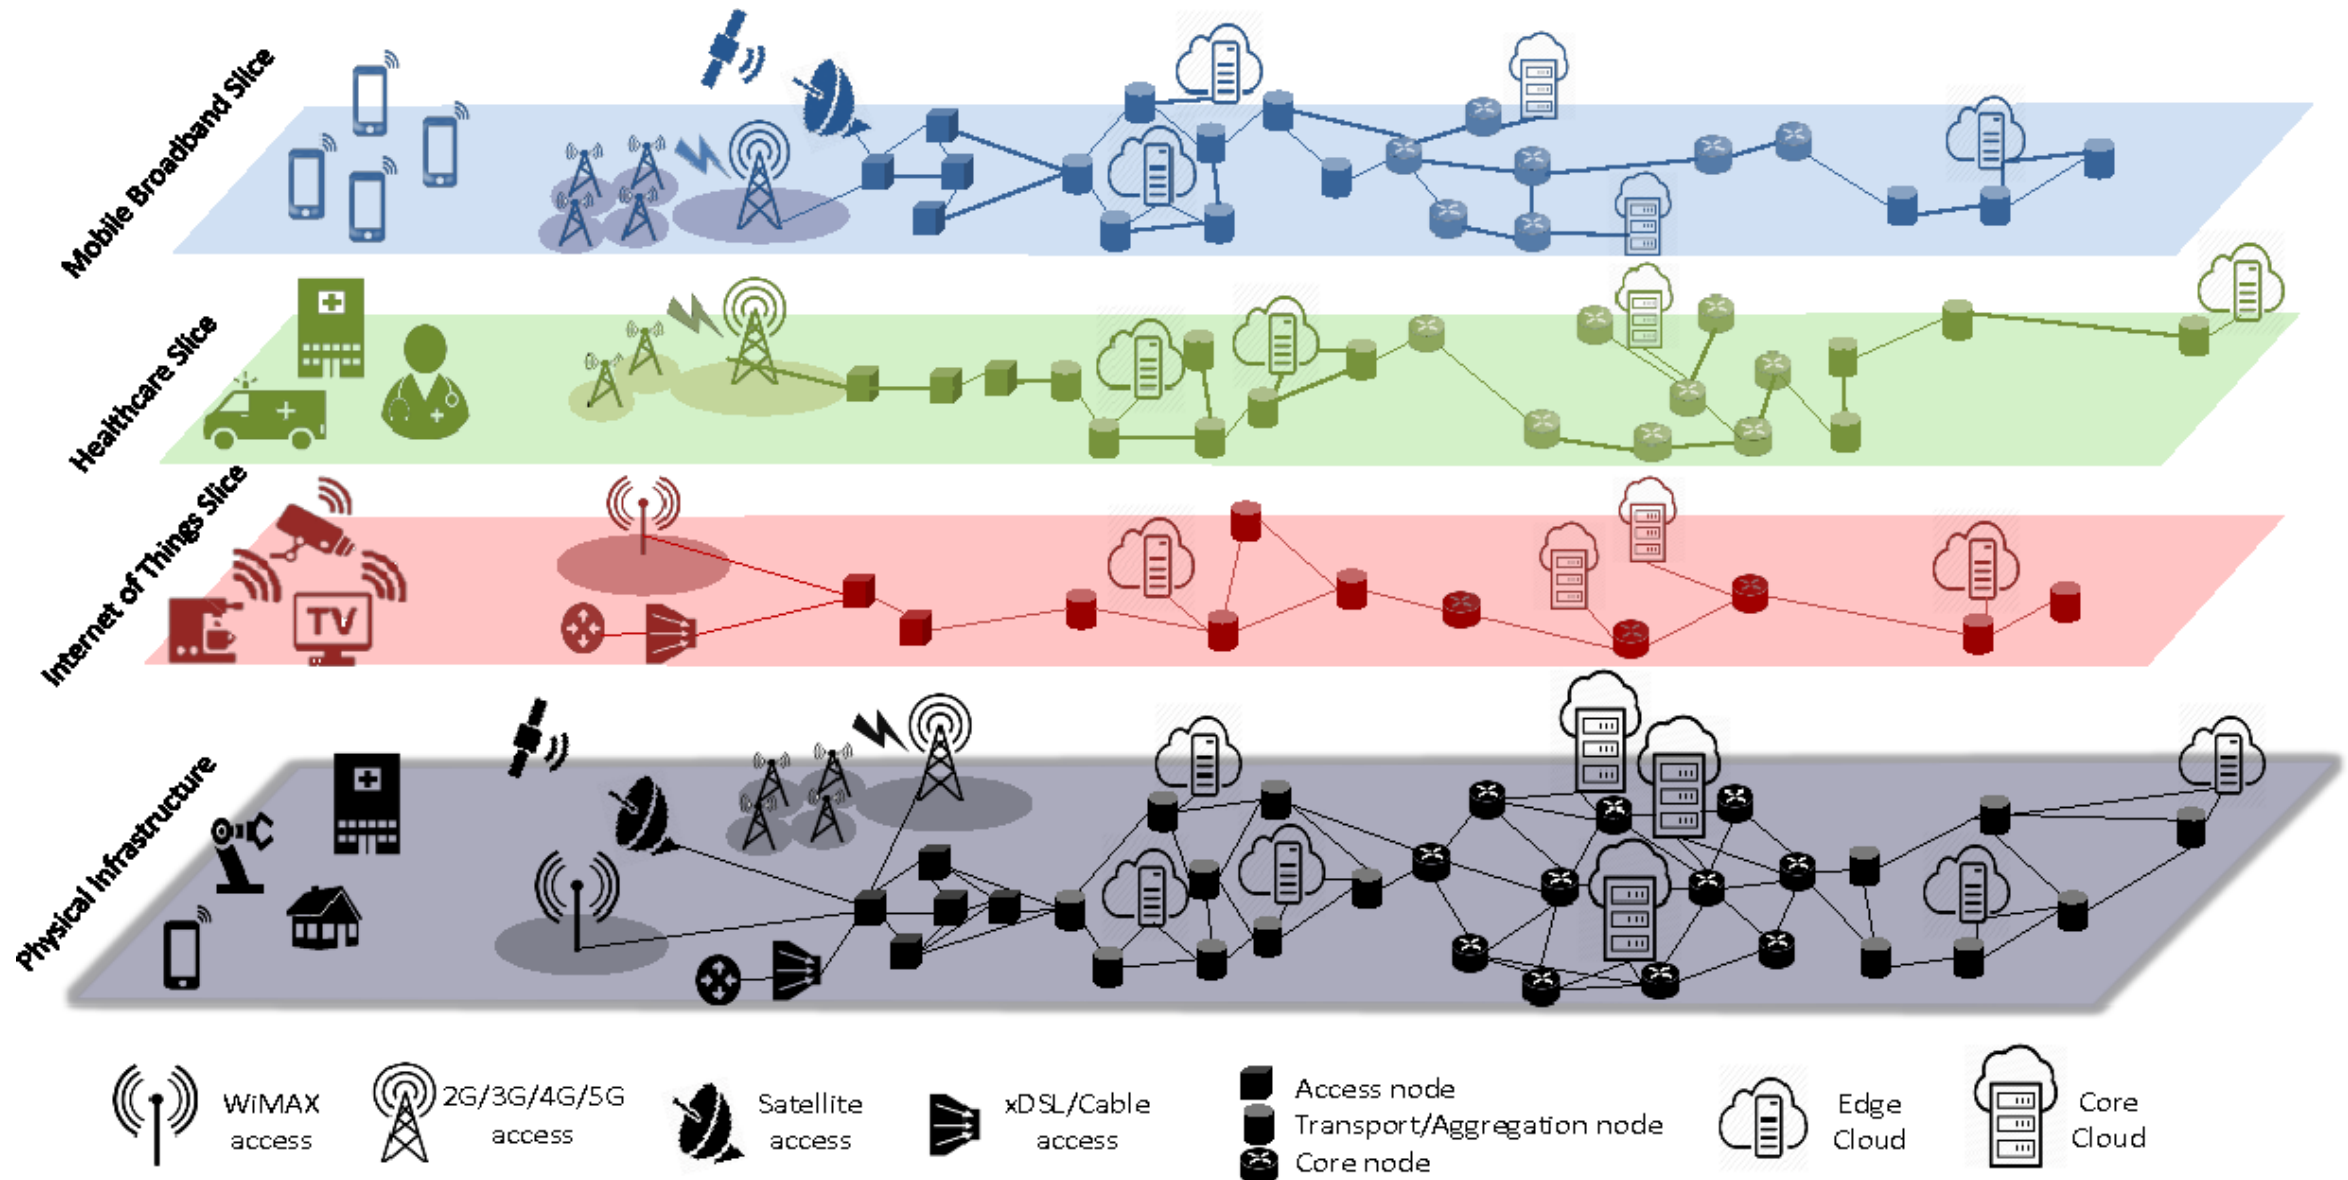 Mobile Broadband Slice
Healthcare Slice
Internet of Things Slice
TV
Physical Infrastructure
WiMAX
access
2G/3G/4G/5G
access
Satellite
access
xDSL/Cable
access
Access node
Transport/Aggregation node
Core node
Edge
Cloud
Core
Cloud